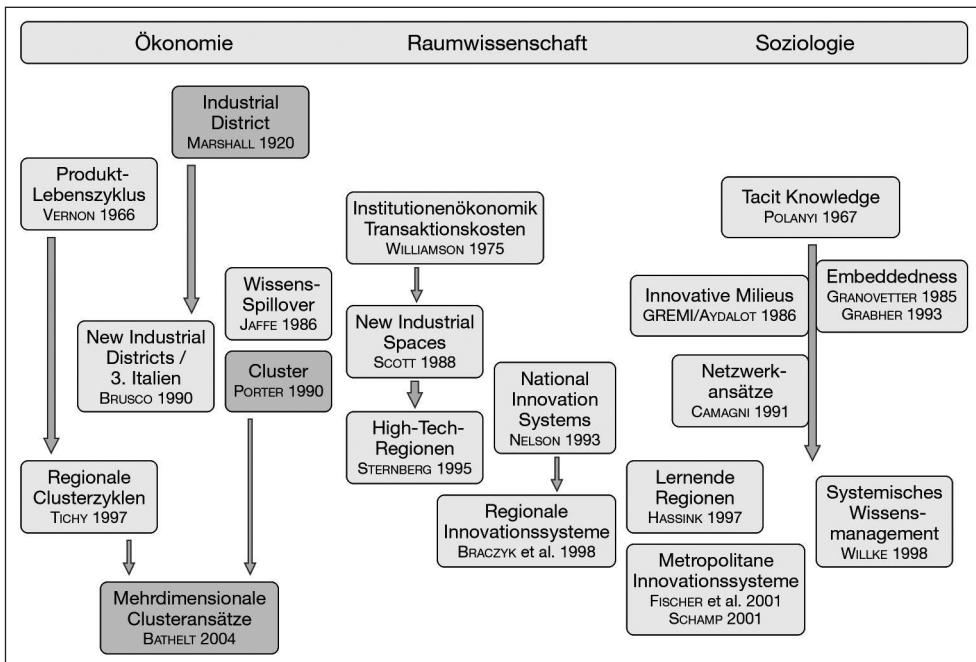 Ökonomie
Raumwissenschaft
Soziologie
Industrial
District
MARSHALL 1920
Produkt-
Lebenszyklus
VERNON 1966
Institutionenökonomik
Transaktionskosten
WILLIAMSON 1975
Tacit Knowledge
POLANYI 1967
Wissens-
Spillover
JAFFE 1986
Innovative Milieus
GREMI/AYDALOT 1986
Embeddedness
GRANOVETTER 1985
GRABHER 1993
New Industrial
Districts /
3. Italien
BRUSCO 1990
Cluster
PORTER 1990
New Industrial
Spaces
SCOTT 1988
National
Innovation
Systems
NELSON 1993
Netzwerk-
ansätze
CAMAGNI 1991
High-Tech-
Regionen
STERNBERG 1995
Regionale
Clusterzyklen
TICHY 1997
Regionale
Innovationssysteme
BRACZYK et al. 1998
Lernende
Regionen
HASSINK 1997
Systemisches
Wissens-
management
WILLKE 1998
Metropolitane
Innovationssysteme
FISCHER et al. 2001
SCHAMP 2001
Mehrdimensionale
Clusteransätze
BATHELT 2004